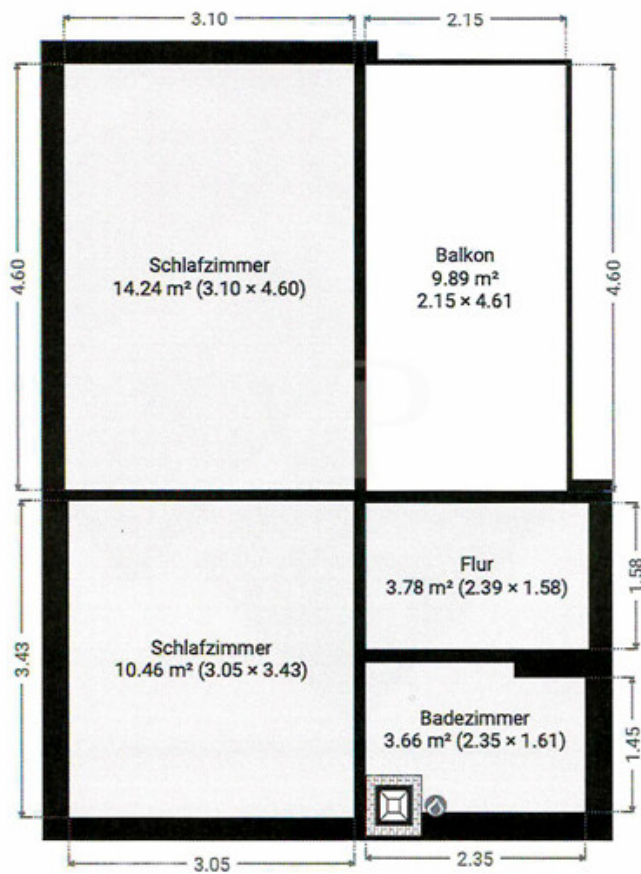 3.10
2.15
4.60
Schlafzimmer
14.24 m² (3.10 × 4.60)
Balkon
9.89 m²
2.15 × 4.61
4.60
3.43
Schlafzimmer
10.46 m² (3.05 × 3.43)
Flur
3.78 m² (2.39 × 1.58)
1.58
Badezimmer
3.66 m² (2.35 × 1.61)
1.45
3.05
2.35